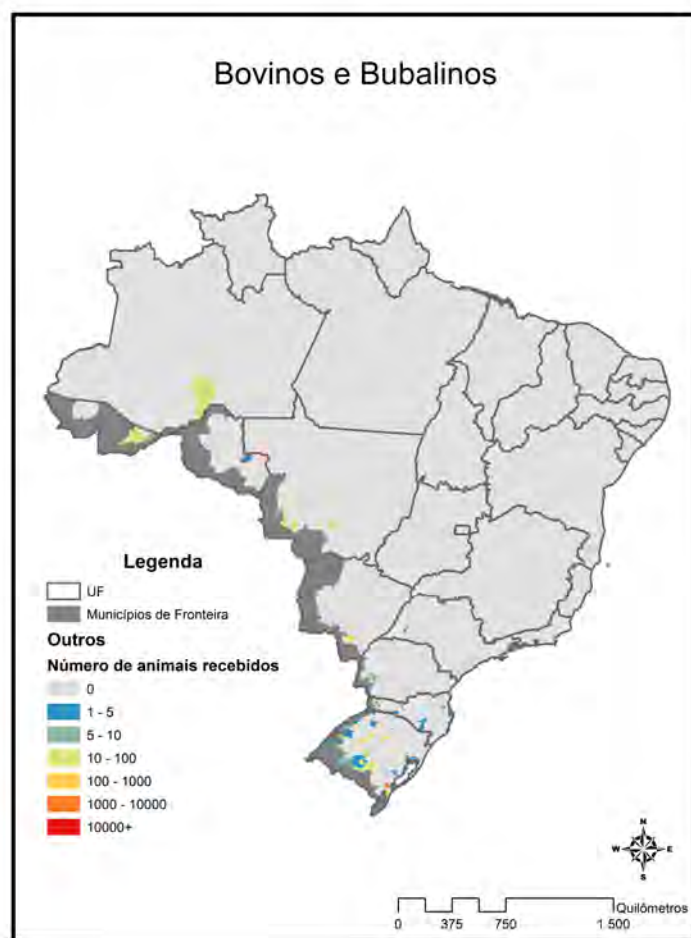 Bovinos e Bubalinos
Legenda
UF
Municípios de Fronteira
Outros
Número de animais recebidos
0
1 - 5
5 - 10
10 - 100
100 - 1000
1000 - 10000
10000+
N
W E
S
Quilômetros
0 375 750 1.500